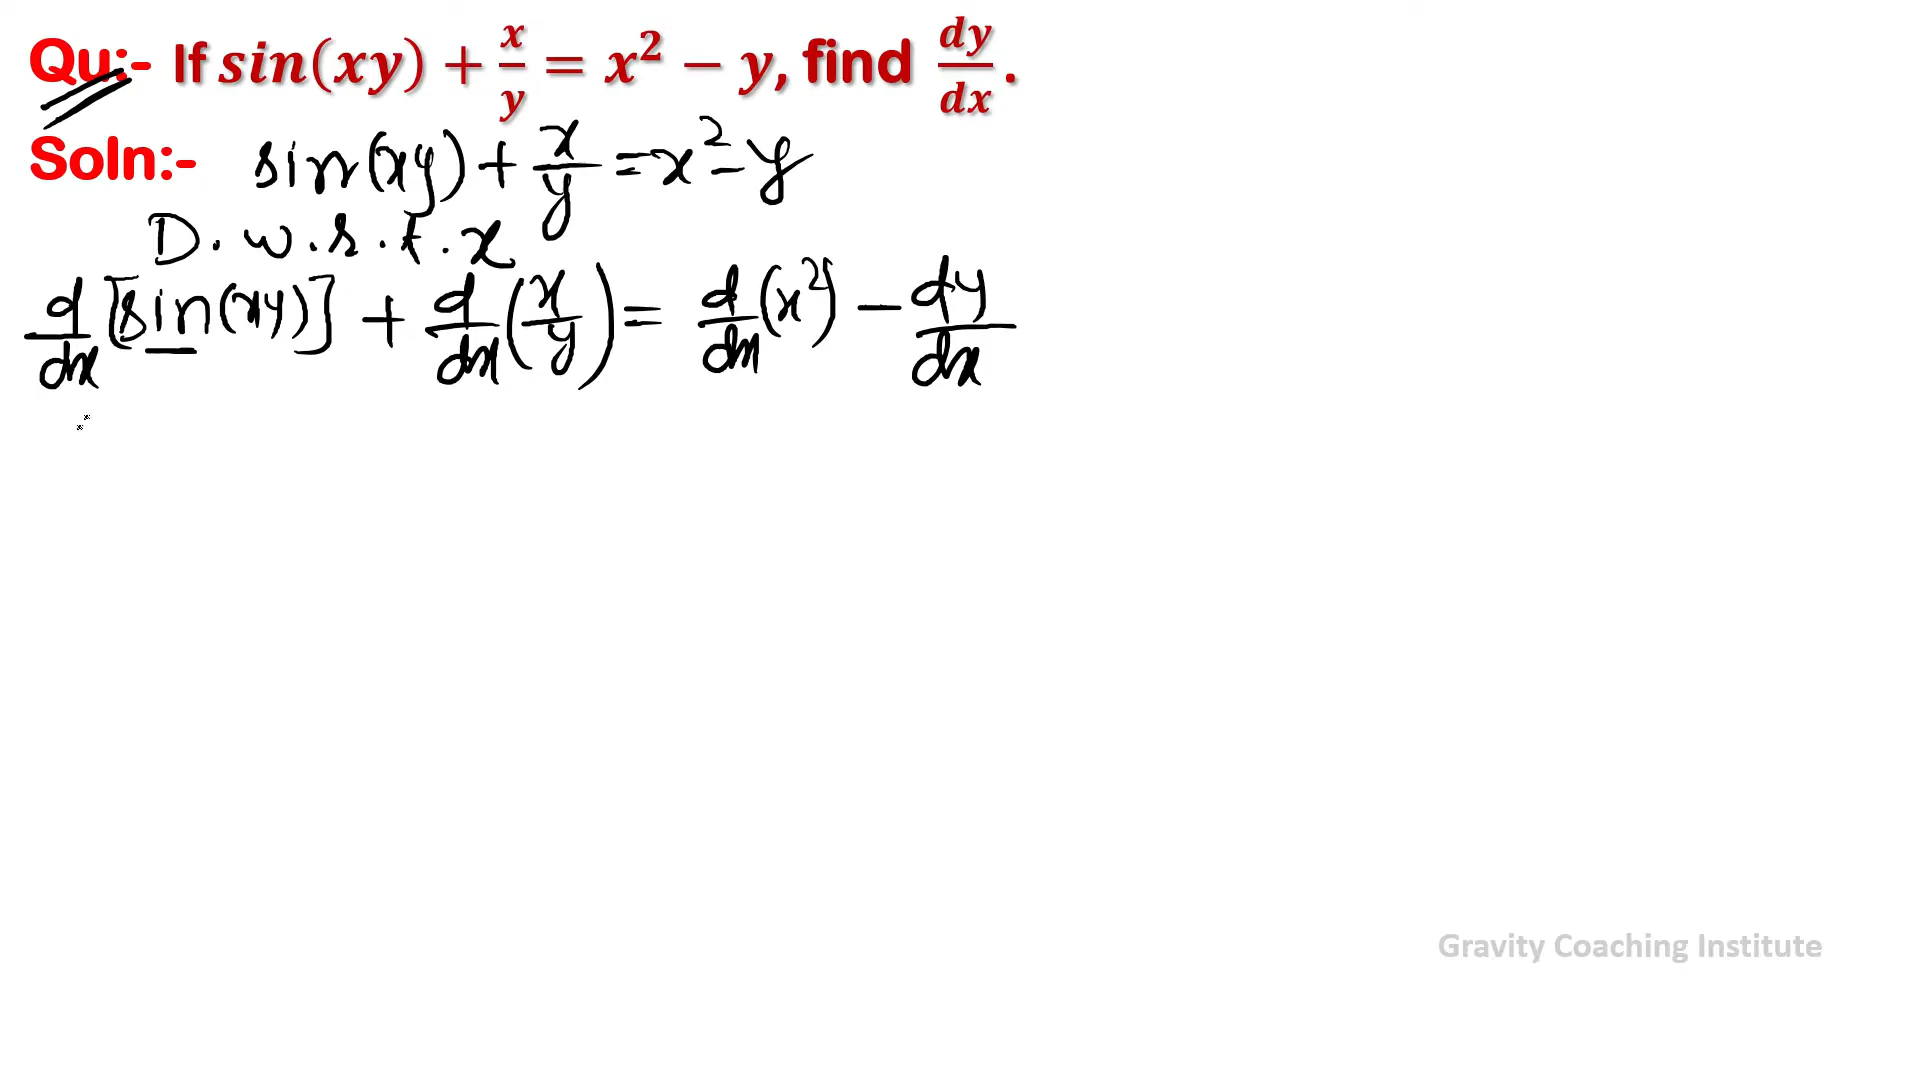 Qu:- If sin(xy) + x/y = x² − y, find dy/dx.
Soln:- sin(xy) + x/y = x² − y
D. w. r. t. x
d/dx [sin(xy)] + d/dx (x/y) = d/dx (x²) − dy/dx
Gravity Coaching Institute